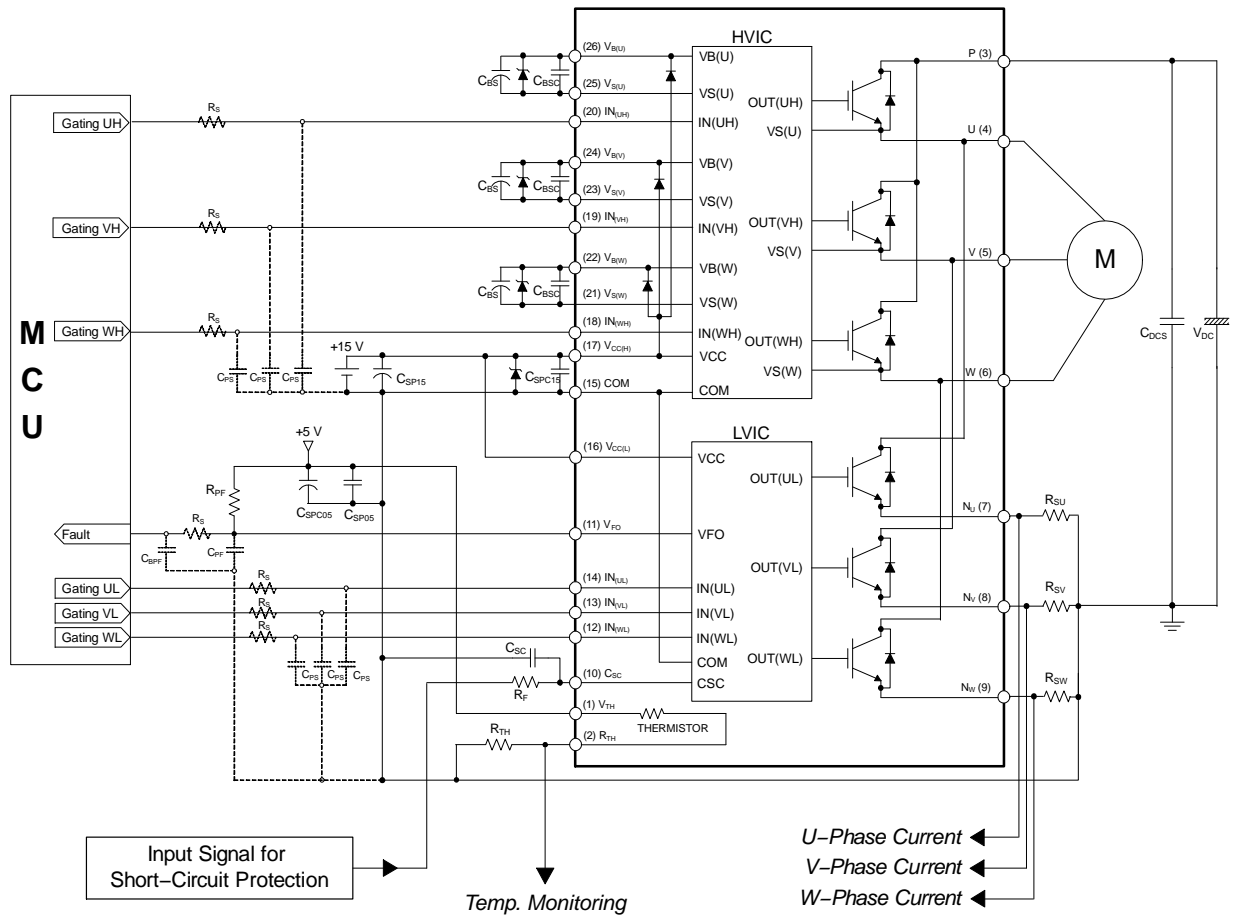 HVIC
P (3)
(26) VB(U)
VB(U)
CBS
CBSC
(25) VS(U)
VS(U)
OUT(UH)
Gating UH
RS
(20) IN(UH)
IN(UH)
VS(U)
U (4)
(24) VB(V)
VB(V)
CBS
CBSC
(23) VS(V)
VS(V)
Gating VH
RS
(19) IN(VH)
IN(VH)
OUT(VH)
VS(V)
V (5)
M
(22) VB(W)
VB(W)
CBS
CBSC
(21) VS(W)
VS(W)
Gating WH
RS
(18) IN(WH)
IN(WH)
OUT(WH)
CDCS
VDC
M
C
U
+15 V
(17) VCC(H)
VCC
CPS
CPS
CPS
CSP15
CSPC15
VS(W)
W (6)
(15) COM
COM
+5 V
LVIC
(16) VCC(L)
VCC
OUT(UL)
RPF
CSPC05
CSP05
NU (7)
RSU
Fault
RS
(11) VFO
VFO
CBPF
CPF
OUT(VL)
Gating UL
RS
(14) IN(UL)
IN(UL)
Gating VL
RS
(13) IN(VL)
IN(VL)
NV (8)
RSV
Gating WL
RS
(12) IN(WL)
IN(WL)
CPS
CPS
CPS
CSC
COM
OUT(WL)
RF
(10) CSC
CSC
NW (9)
RSW
(1) VTH
THERMISTOR
RTH
(2) RTH
Input Signal for
Short−Circuit Protection
Temp. Monitoring
U−Phase Current
V−Phase Current
W−Phase Current